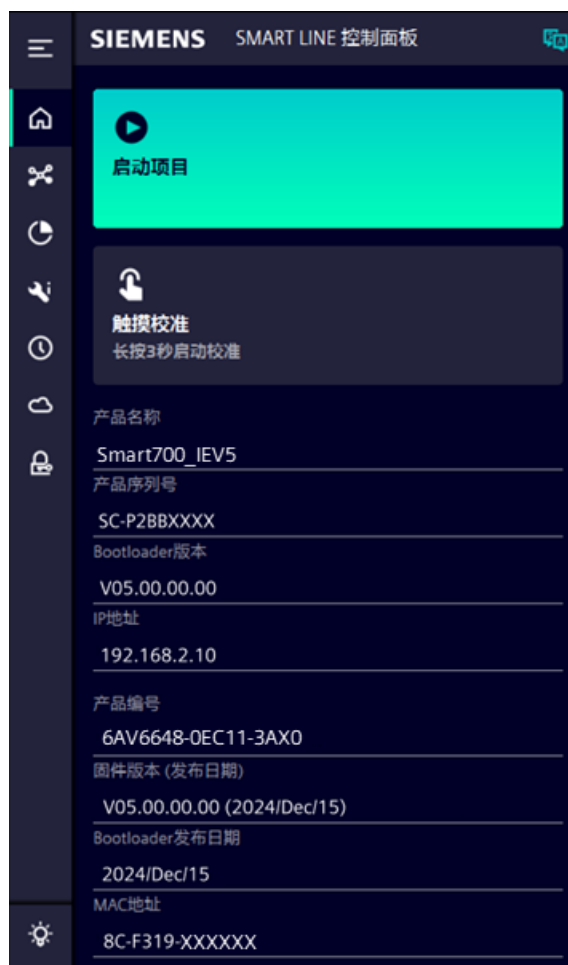 SIEMENS SMART LINE 控制面板
启动项目
触摸校准
长按3秒启动校准
产品名称
Smart700_IEV5
产品序列号
SC-P2BBXXXX
Bootloader版本
V05.00.00.00
IP地址
192.168.2.10
产品编号
6AV6648-0EC11-3AX0
固件版本 (发布日期)
V05.00.00.00 (2024/Dec/15)
Bootloader发布日期
2024/Dec/15
MAC地址
8C-F319-XXXXXX